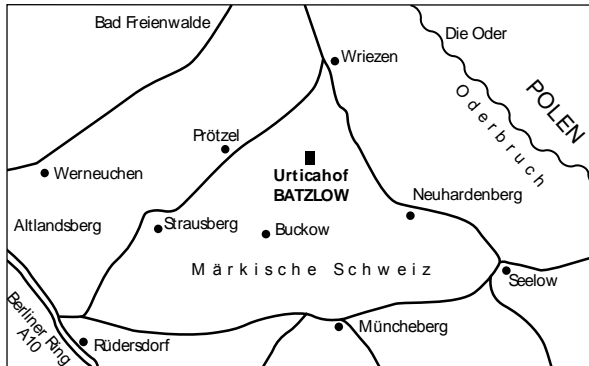 Bad Freienwalde
Die Oder
Wriezen
POLEN
Oderbruch
Prötzel
Urticahof
BATZLOW
Werneuchen
Neuhardenberg
Altlandsberg
Strausberg
Buckow
Märkische Schweiz
Seelow
Berliner Ring
A10
Rüdersdorf
Müncheberg